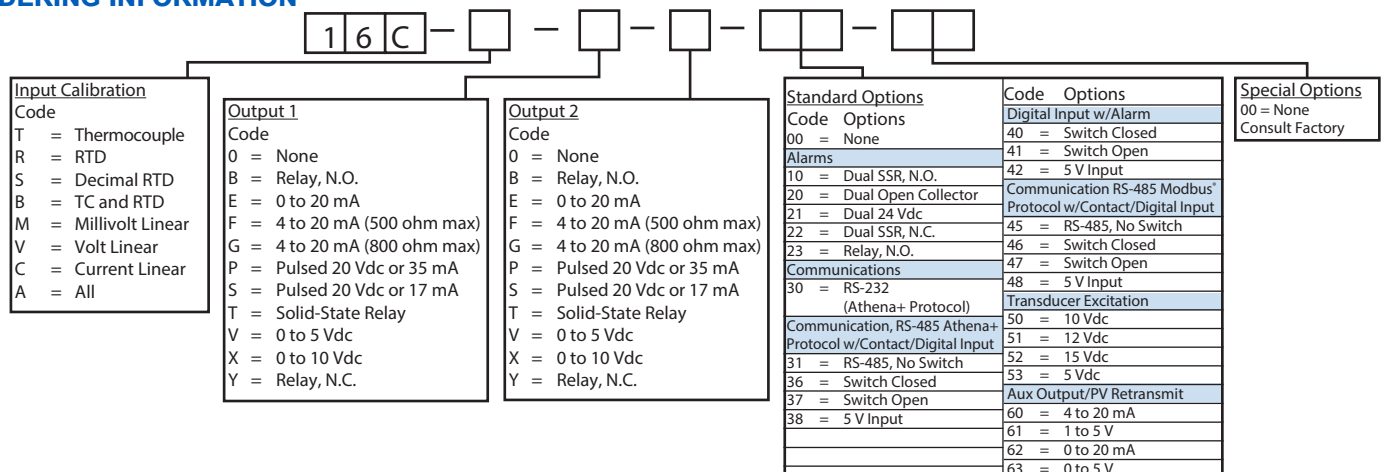 DERING INFORMATION
1 6 C – – – – –
Input Calibration
Code
T = Thermocouple
R = RTD
S = Decimal RTD
B = TC and RTD
M = Millivolt Linear
V = Volt Linear
C = Current Linear
A = All
Output 1
Code
0 = None
B = Relay, N.O.
E = 0 to 20 mA
F = 4 to 20 mA (500 ohm max)
G = 4 to 20 mA (800 ohm max)
P = Pulsed 20 Vdc or 35 mA
S = Pulsed 20 Vdc or 17 mA
T = Solid-State Relay
V = 0 to 5 Vdc
X = 0 to 10 Vdc
Y = Relay, N.C.
Output 2
Code
0 = None
B = Relay, N.O.
E = 0 to 20 mA
F = 4 to 20 mA (500 ohm max)
G = 4 to 20 mA (800 ohm max)
P = Pulsed 20 Vdc or 35 mA
S = Pulsed 20 Vdc or 17 mA
T = Solid-State Relay
V = 0 to 5 Vdc
X = 0 to 10 Vdc
Y = Relay, N.C.
Standard Options
Code Options
00 = None
Alarms
10 = Dual SSR, N.O.
20 = Dual Open Collector
21 = Dual 24 Vdc
22 = Dual SSR, N.C.
23 = Relay, N.O.
Communications
30 = RS-232
(Athena+ Protocol)
Communication, RS-485 Athena+
Protocol w/Contact/Digital Input
31 = RS-485, No Switch
36 = Switch Closed
37 = Switch Open
38 = 5 V Input
Code Options
Digital Input w/Alarm
40 = Switch Closed
41 = Switch Open
42 = 5 V Input
Communication RS-485 Modbus®
Protocol w/Contact/Digital Input
45 = RS-485, No Switch
46 = Switch Closed
47 = Switch Open
48 = 5 V Input
Transducer Excitation
50 = 10 Vdc
51 = 12 Vdc
52 = 15 Vdc
53 = 5 Vdc
Aux Output/PV Retransmit
60 = 4 to 20 mA
61 = 1 to 5 V
62 = 0 to 20 mA
63 = 0 to 5 V
Special Options
00 = None
Consult Factory